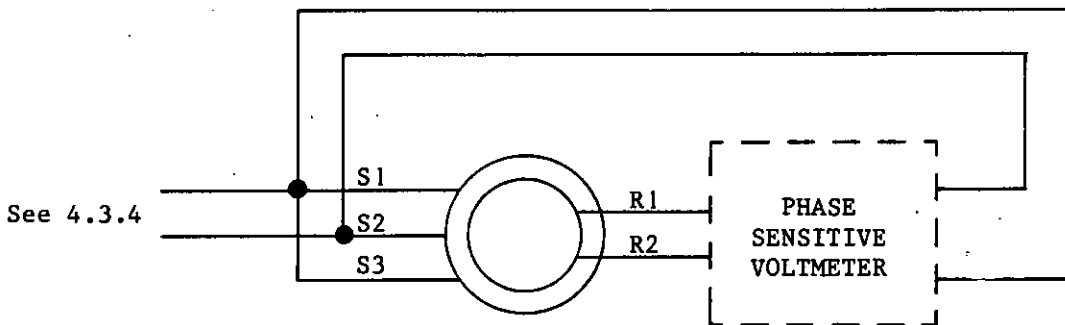 S1
See 4.3.4
S2
S3
R1
R2
PHASE
SENSITIVE
VOLTMETER